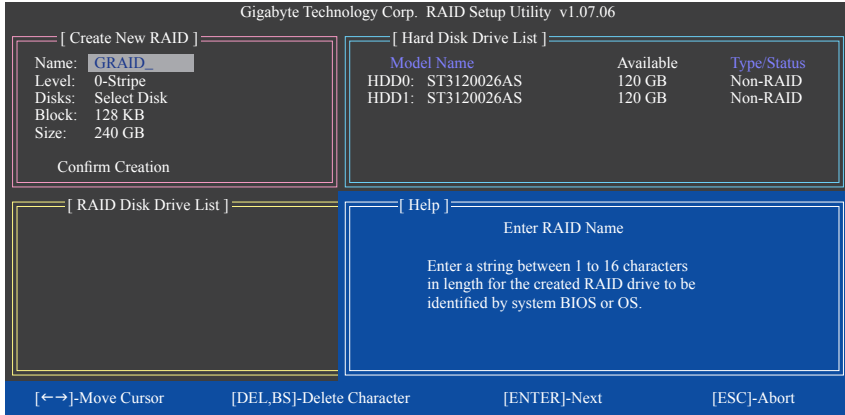 Gigabyte Technology Corp. RAID Setup Utility v1.07.06
[ Create New RAID ]
Name: GRAID_
Level: 0-Stripe
Disks: Select Disk
Block: 128 KB
Size: 240 GB
Confirm Creation
[ Hard Disk Drive List ]
Model Name Available Type/Status
HDD0: ST3120026AS 120 GB Non-RAID
HDD1: ST3120026AS 120 GB Non-RAID
[ RAID Disk Drive List ]
[ Help ]
Enter RAID Name
Enter a string between 1 to 16 characters
in length for the created RAID drive to be
identified by system BIOS or OS.
[←→]-Move Cursor [DEL,BS]-Delete Character [ENTER]-Next [ESC]-Abort